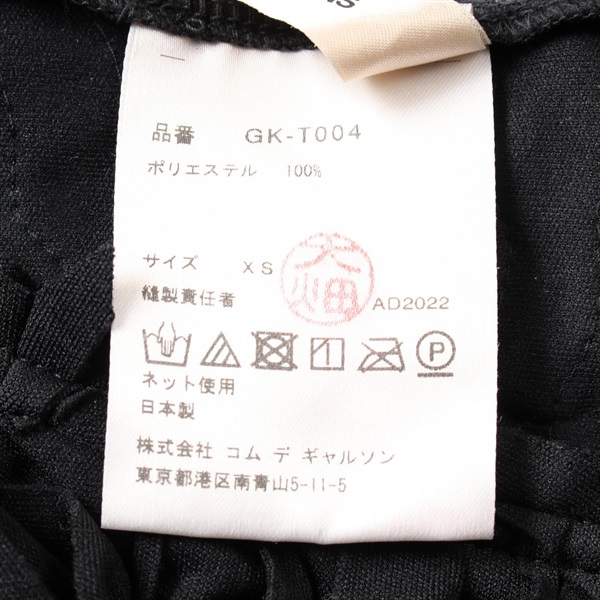 品番 GK-T004
ポリエステル 100%
サイズ XS
大畑
縫製責任者 AD2022
P
ネット使用
日本製
株式会社 コム デ ギャルソン
東京都港区南青山5-11-5